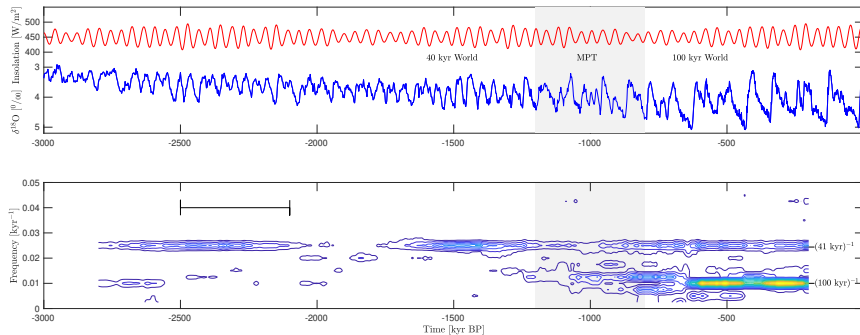 Insolation [W/m²]
500
450
400
3
4
5
δ¹⁸O [⁰/₀₀]
40 kyr World
MPT
100 kyr World
-3000
-2500
-2000
-1500
-1000
-500
0.05
0.04
0.03
0.02
0.01
0
Frequency [kyr⁻¹]
(41 kyr)⁻¹
(100 kyr)⁻¹
-3000
-2500
-2000
-1500
-1000
-500
Time [kyr BP]